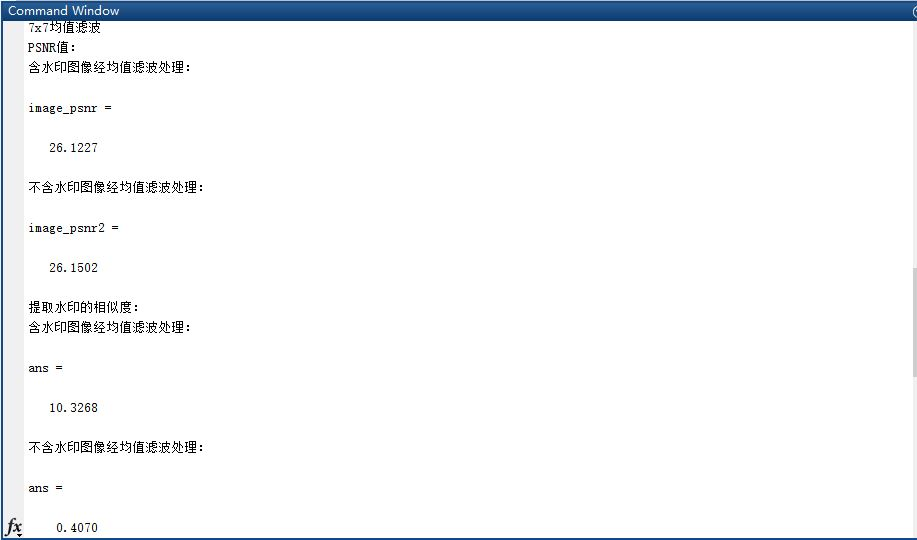 Command Window
7x7均值滤波
PSNR值:
含水印图像经均值滤波处理:
image_psnr =
26.1227
不含水印图像经均值滤波处理:
image_psnr2 =
26.1502
提取水印的相似度:
含水印图像经均值滤波处理:
ans =
10.3268
不含水印图像经均值滤波处理:
ans =
fx 0.4070